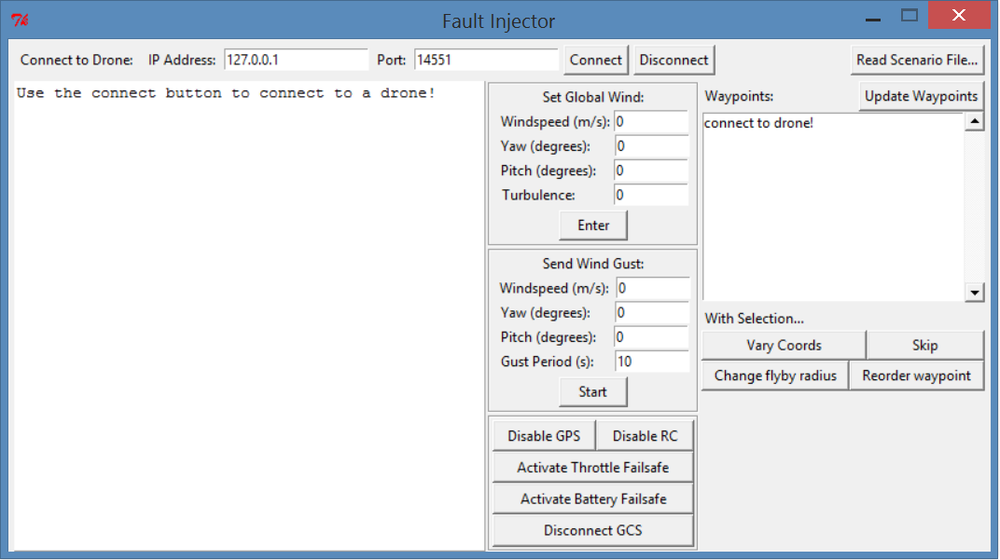 Fault Injector
Connect to Drone: IP Address: 127.0.0.1 Port: 14551 Connect Disconnect Read Scenario File...
Use the connect button to connect to a drone!
Set Global Wind:
Windspeed (m/s): 0
Yaw (degrees): 0
Pitch (degrees): 0
Turbulence: 0
Enter
Send Wind Gust:
Windspeed (m/s): 0
Yaw (degrees): 0
Pitch (degrees): 0
Gust Period (s): 10
Start
Disable GPS Disable RC
Activate Throttle Failsafe
Activate Battery Failsafe
Disconnect GCS
Waypoints: Update Waypoints
connect to drone!
With Selection...
Vary Coords Skip
Change flyby radius Reorder waypoint